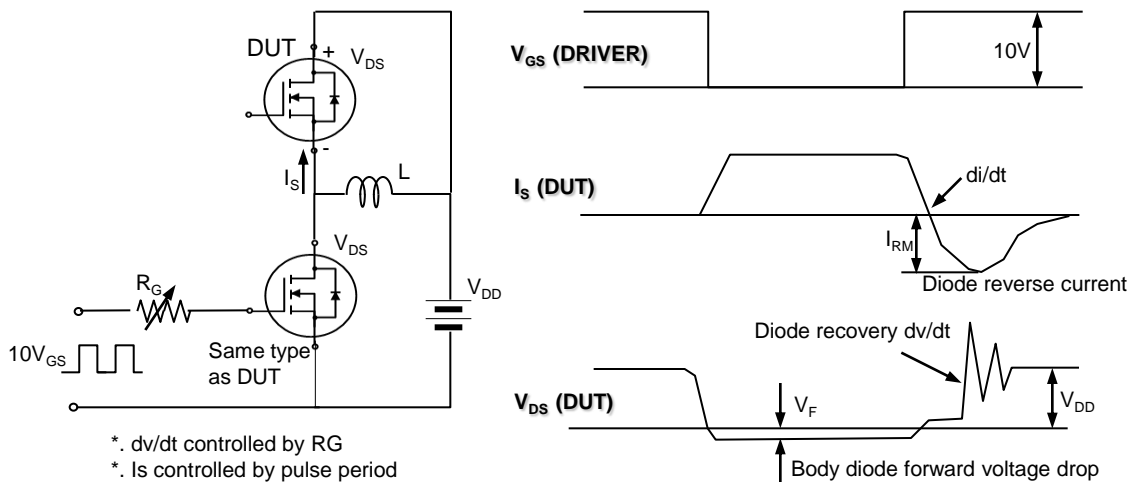 DUT
+
V_DS
-
I_S
L
V_DS
R_G
V_DD
10V_GS
Same type
as DUT
*. dv/dt controlled by RG
*. Is controlled by pulse period
V_GS (DRIVER)
10V
I_S (DUT)
di/dt
I_RM
Diode reverse current
Diode recovery dv/dt
V_DS (DUT)
V_F
V_DD
Body diode forward voltage drop